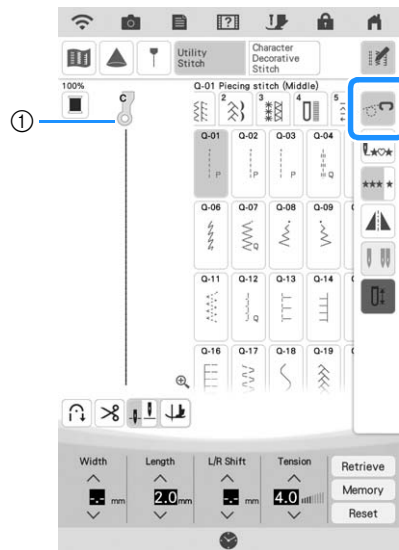 Utility
Stitch
Character
Decorative
Stitch
100%
Q-01 Piecing stitch (Middle)
1
C
2 3 4 5
Q-01 Q-02 Q-03 Q-04
P P Q
Q-06 Q-07 Q-08 Q-09
Q
Q-11 Q-12 Q-13 Q-14
Q
Q-16 Q-17 Q-18 Q-19
Width Length L/R Shift Tension
-.- mm 2.0 mm -.- mm 4.0
Retrieve
Memory
Reset